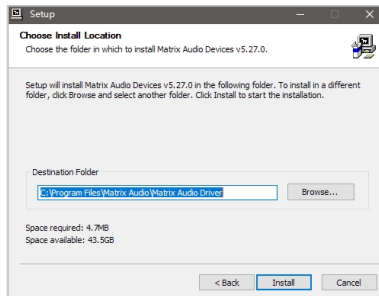 Setup
Choose Install Location
Choose the folder in which to install Matrix Audio Devices v5.27.0.
Setup will install Matrix Audio Devices v5.27.0 in the following folder. To install in a different
folder, click Browse and select another folder. Click Install to start the installation.
Destination Folder
C:\Program Files\Matrix Audio\Matrix Audio Driver
Browse...
Space required: 4.7MB
Space available: 43.5GB
< Back
Install
Cancel